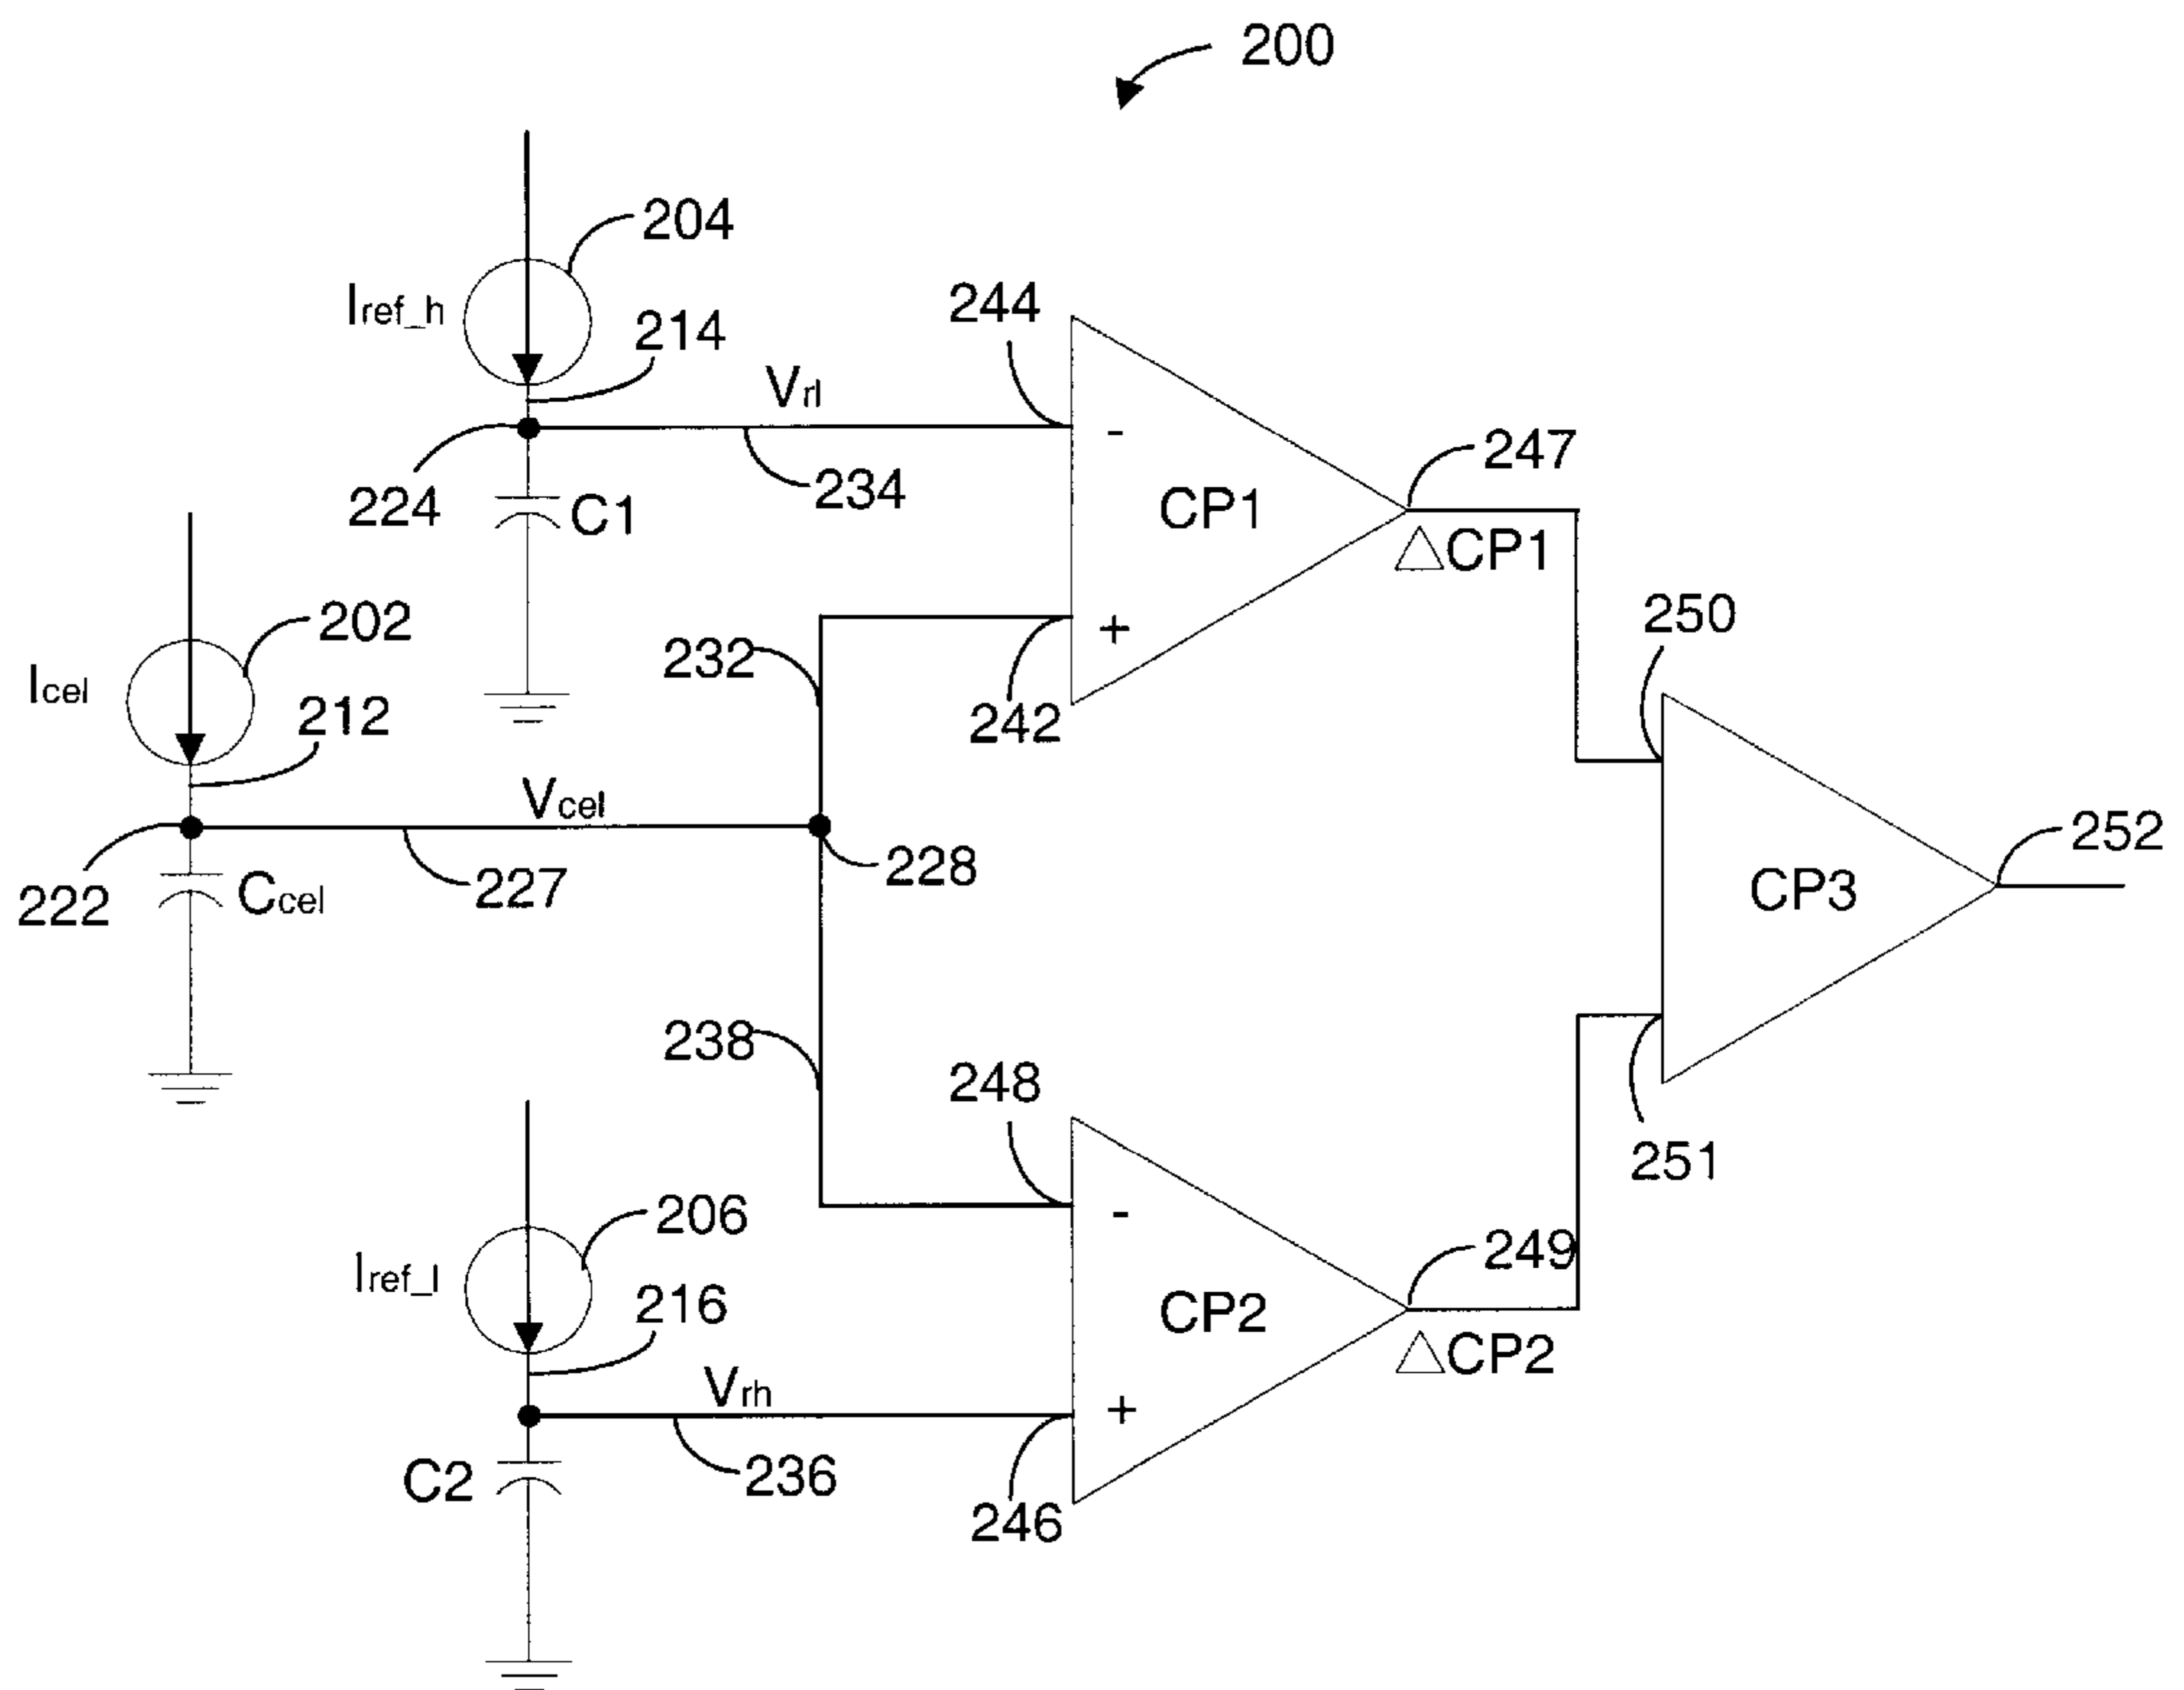 200
204
Iref_h
214
244
Vrl
247
224
C1
234
CP1
△CP1
202
232
+
250
Icel
212
242
Vcel
252
222
Ccel
227
228
CP3
238
248
251
206
-
249
Iref_l
216
CP2
△CP2
Vrh
+
C2
236
246
-